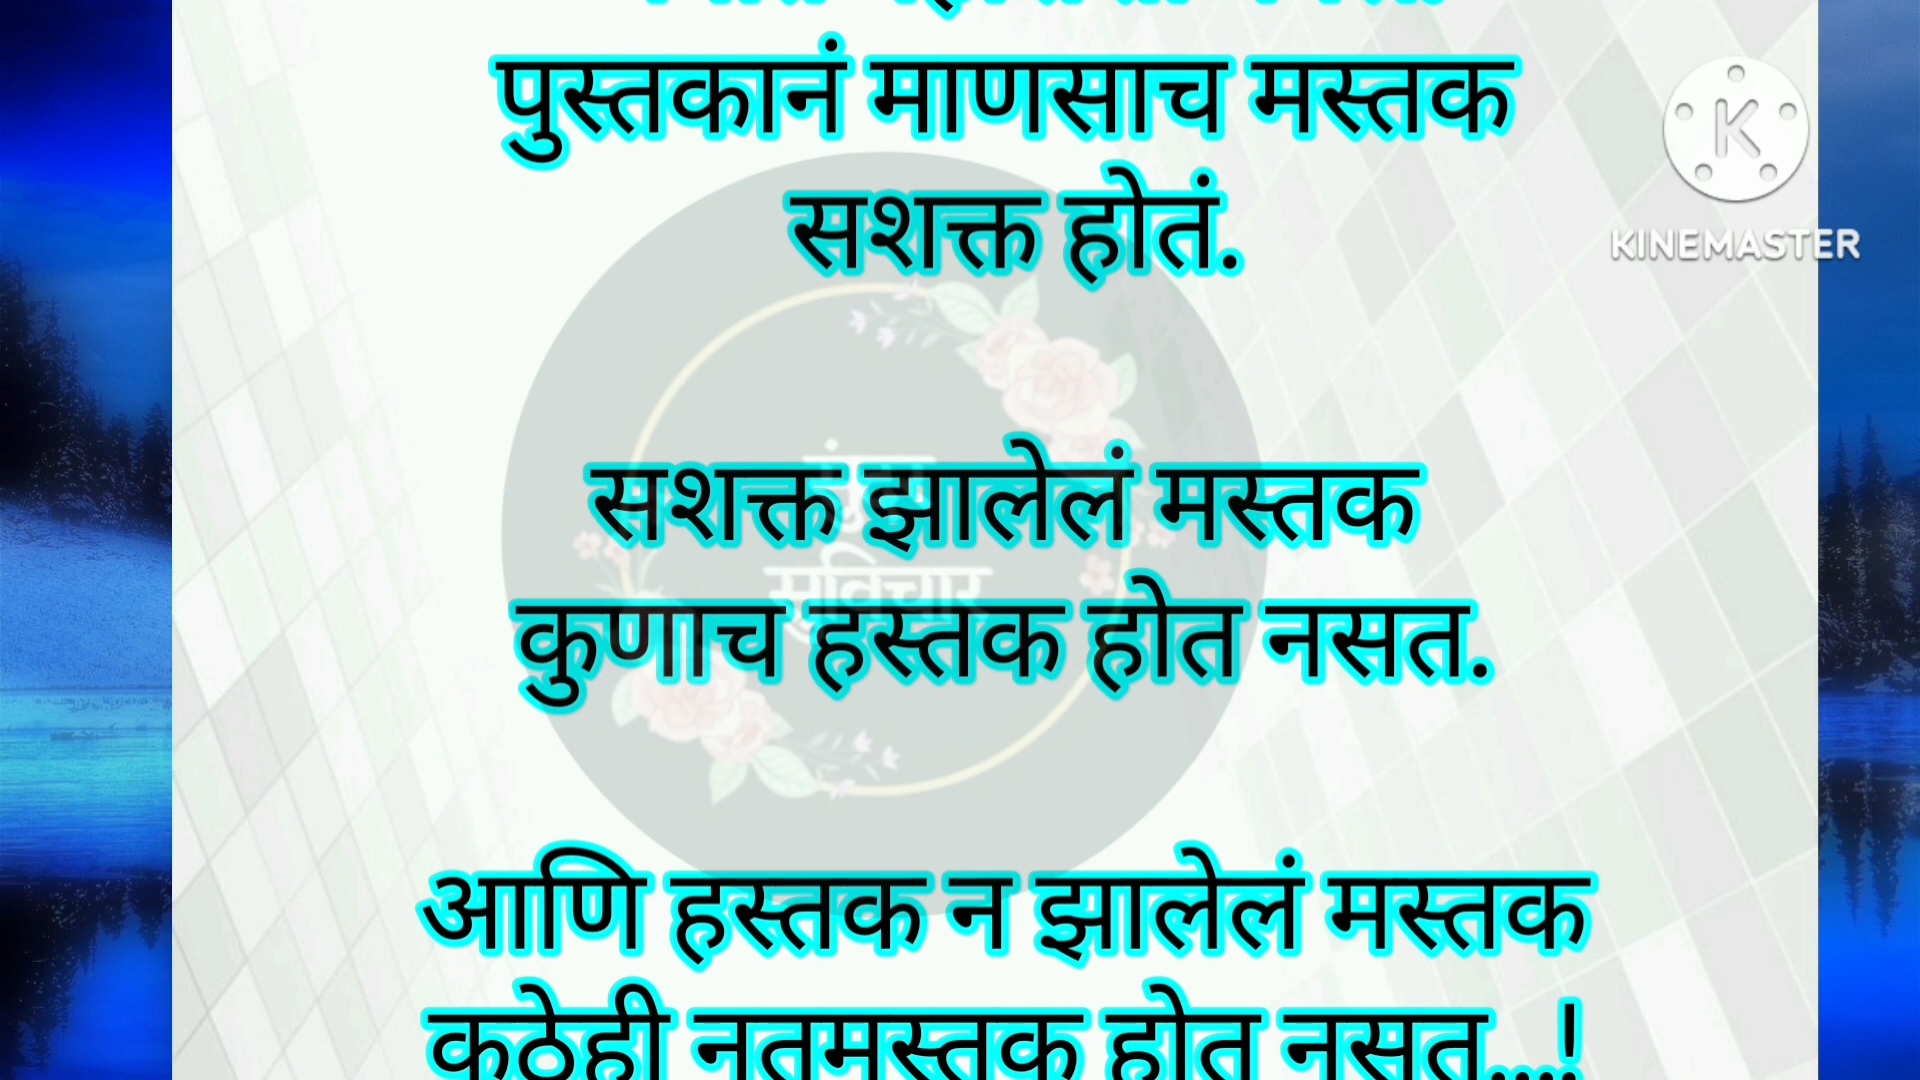 पुस्तकानं माणसाच मस्तक
सशक्त होतं.
सशक्त झालेलं मस्तक
सुविचार
कुणाच हस्तक होत नसत.
आणि हस्तक न झालेलं मस्तक
कठेही नतमस्तक होत नसत...!
K
KINEMASTER